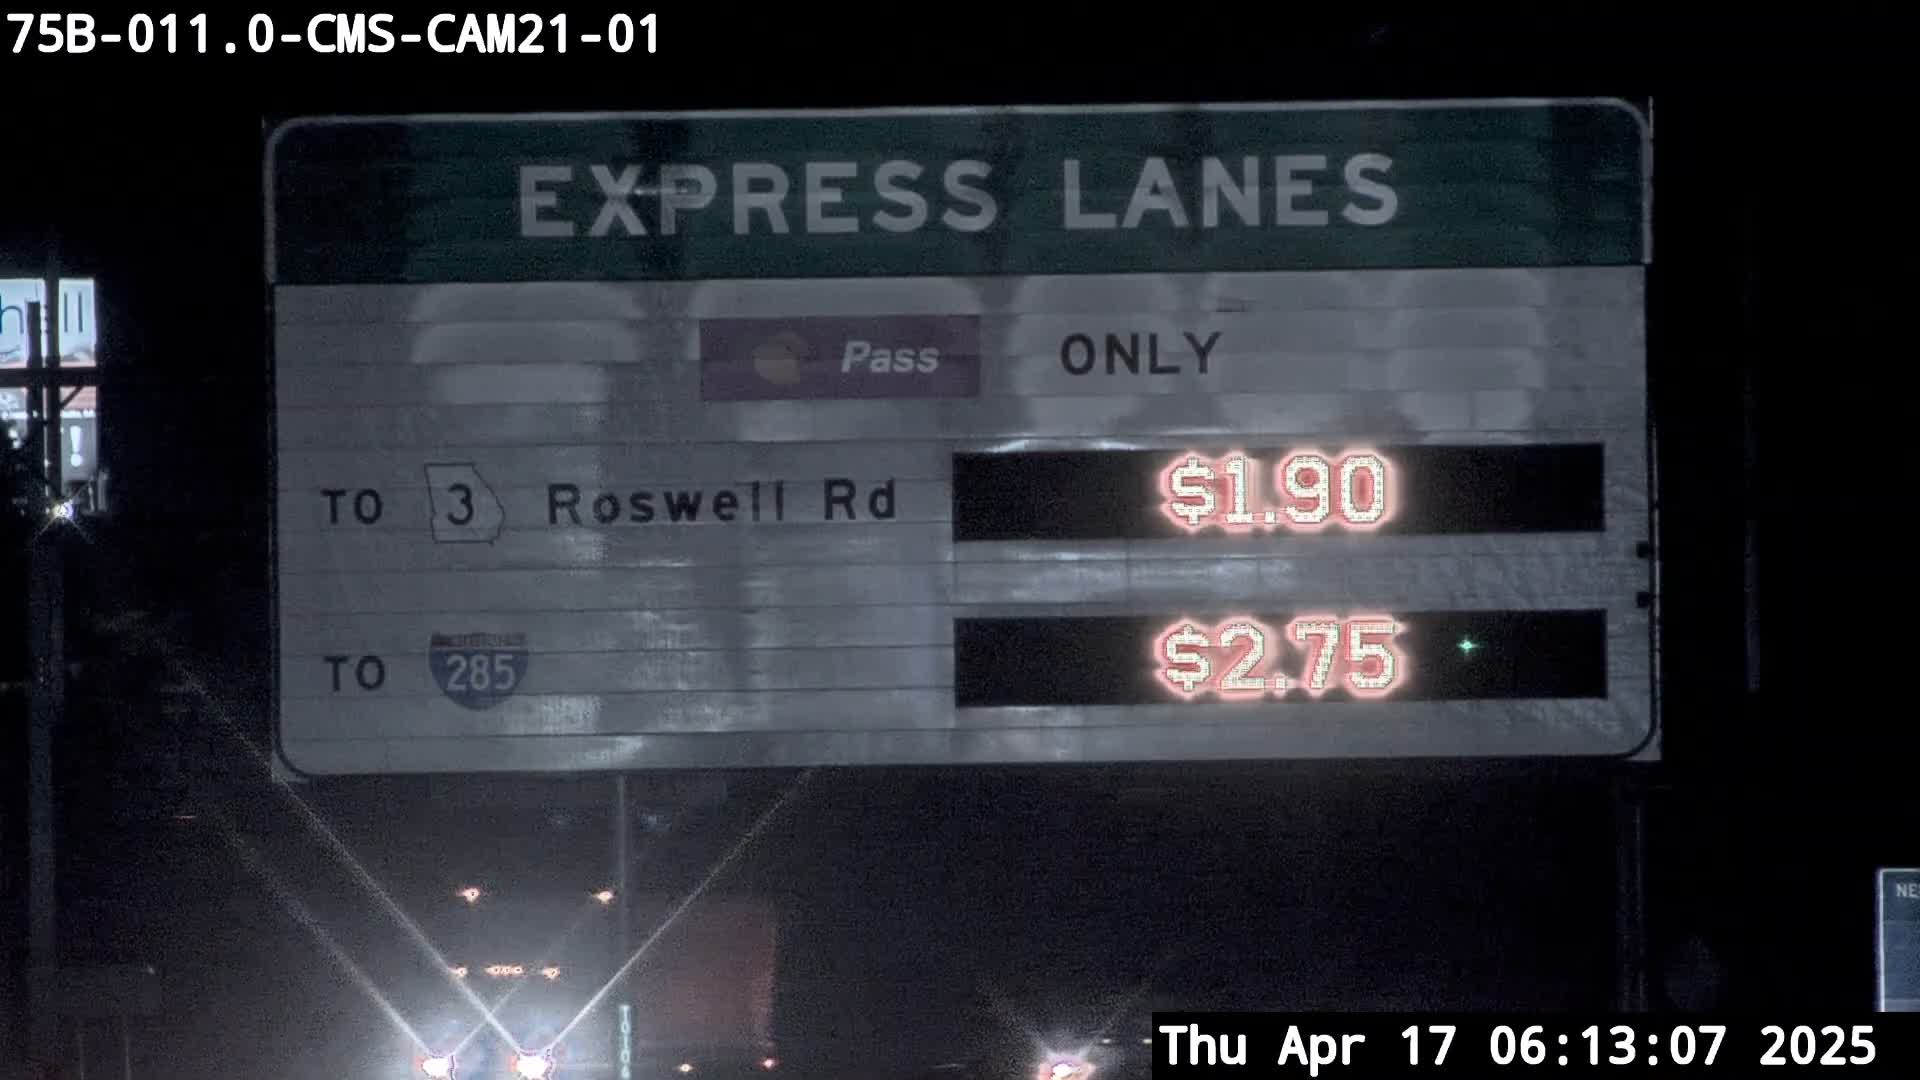 75B-011.0-CMS-CAM21-01
EXPRESS LANES
Pass ONLY
TO 3 Roswell Rd $1.90
TO 285 $2.75
Thu Apr 17 06:13:07 2025